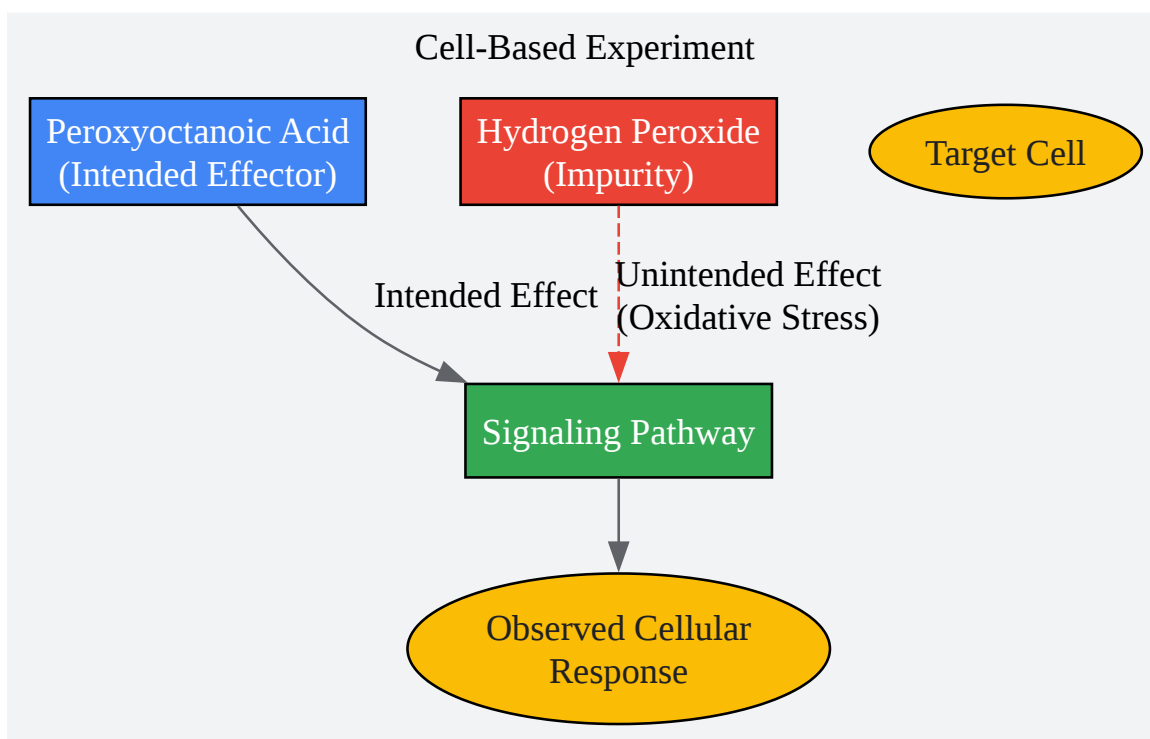 Cell-Based Experiment
Peroxyoctanoic Acid
(Intended Effector)
Hydrogen Peroxide
(Impurity)
Target Cell
Intended Effect
Unintended Effect
(Oxidative Stress)
Signaling Pathway
Observed Cellular
Response